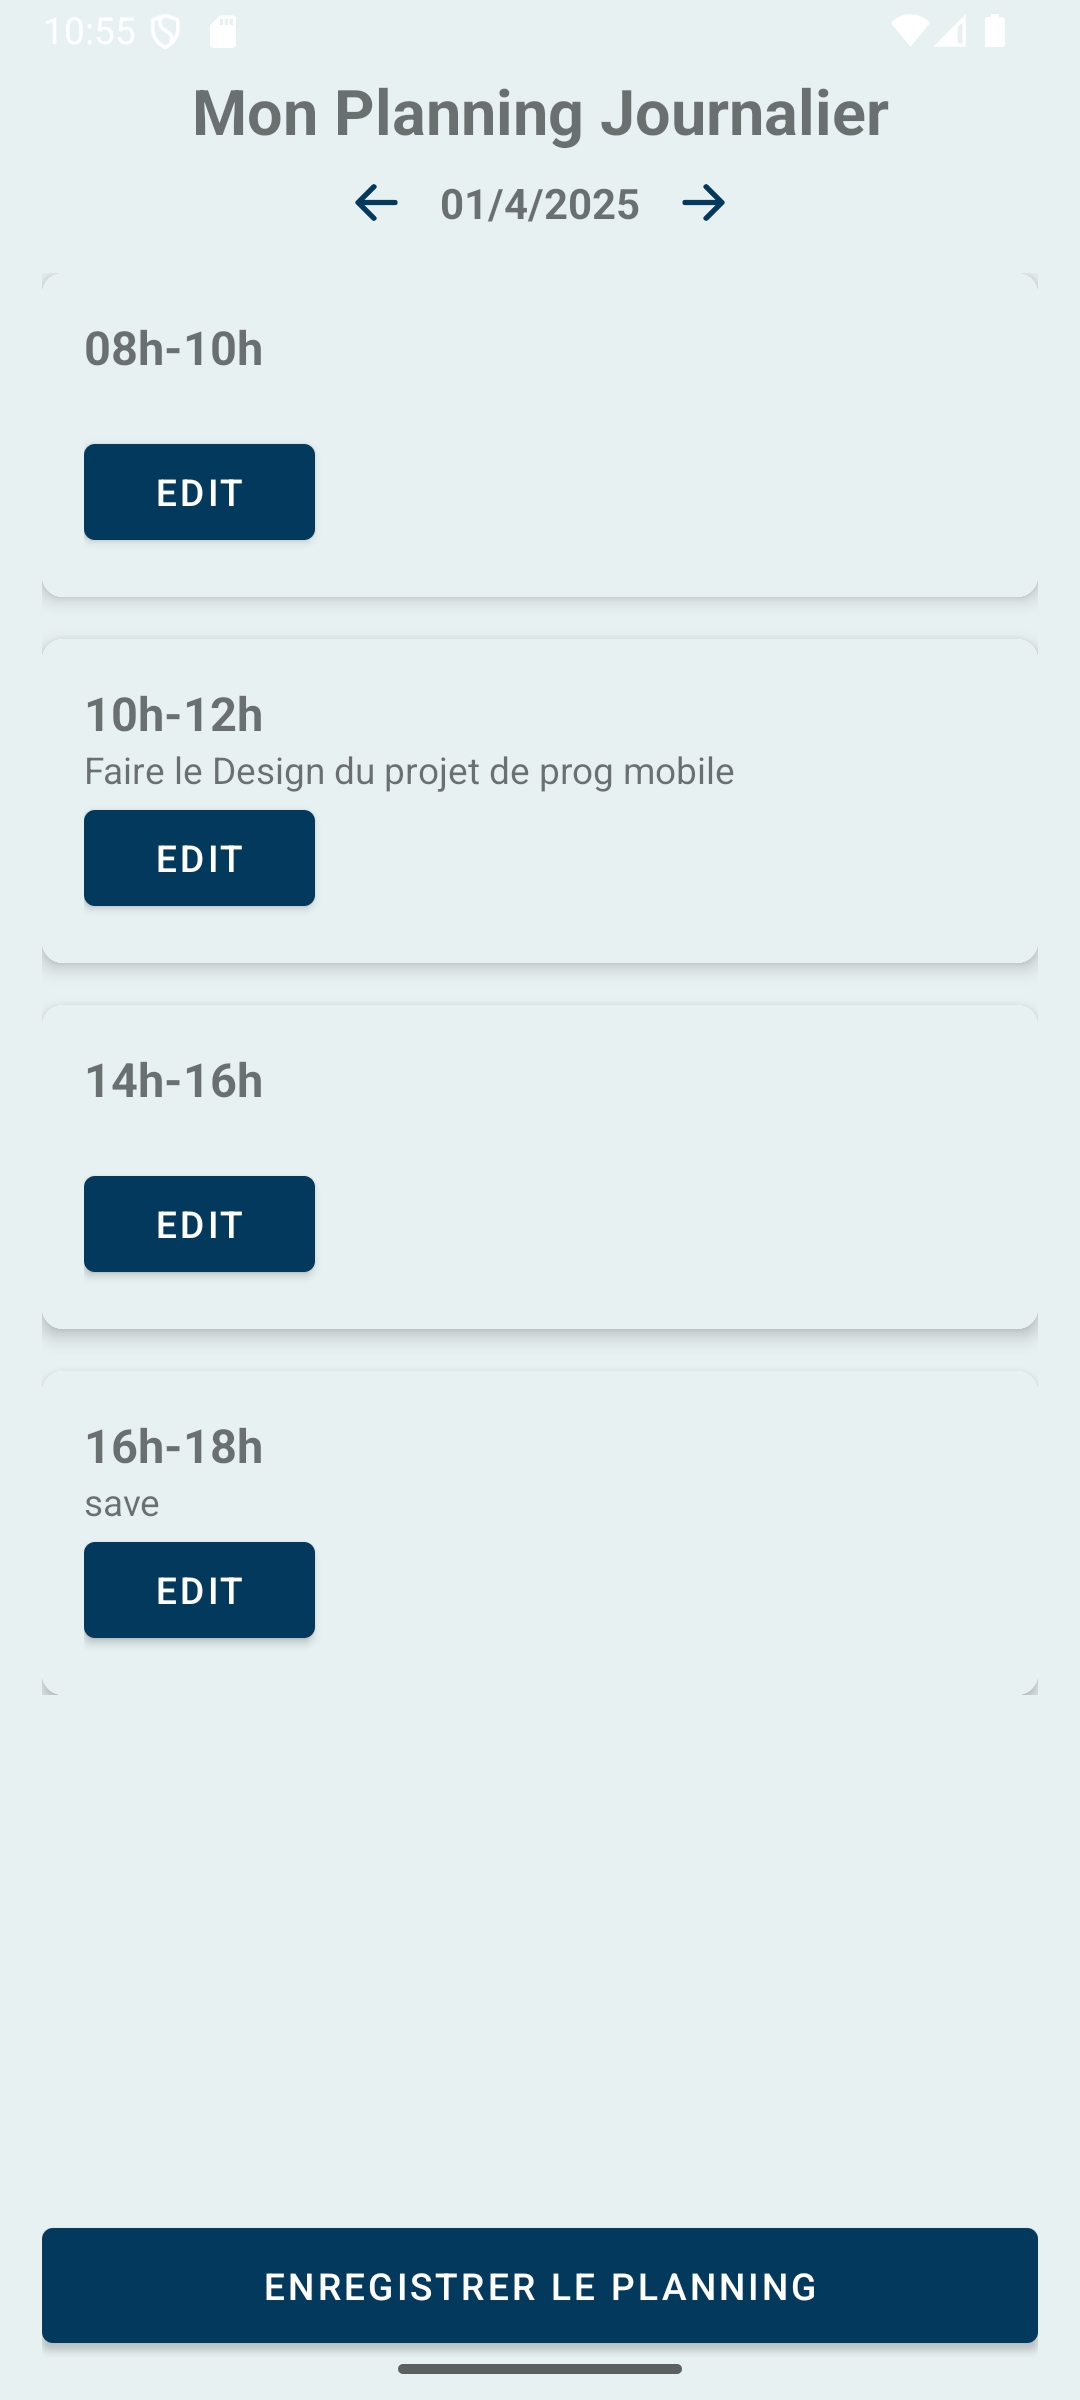 10:55
Mon Planning Journalier
01/4/2025
08h-10h
EDIT
10h-12h
Faire le Design du projet de prog mobile
EDIT
14h-16h
EDIT
16h-18h
save
EDIT
ENREGISTRER LE PLANNING